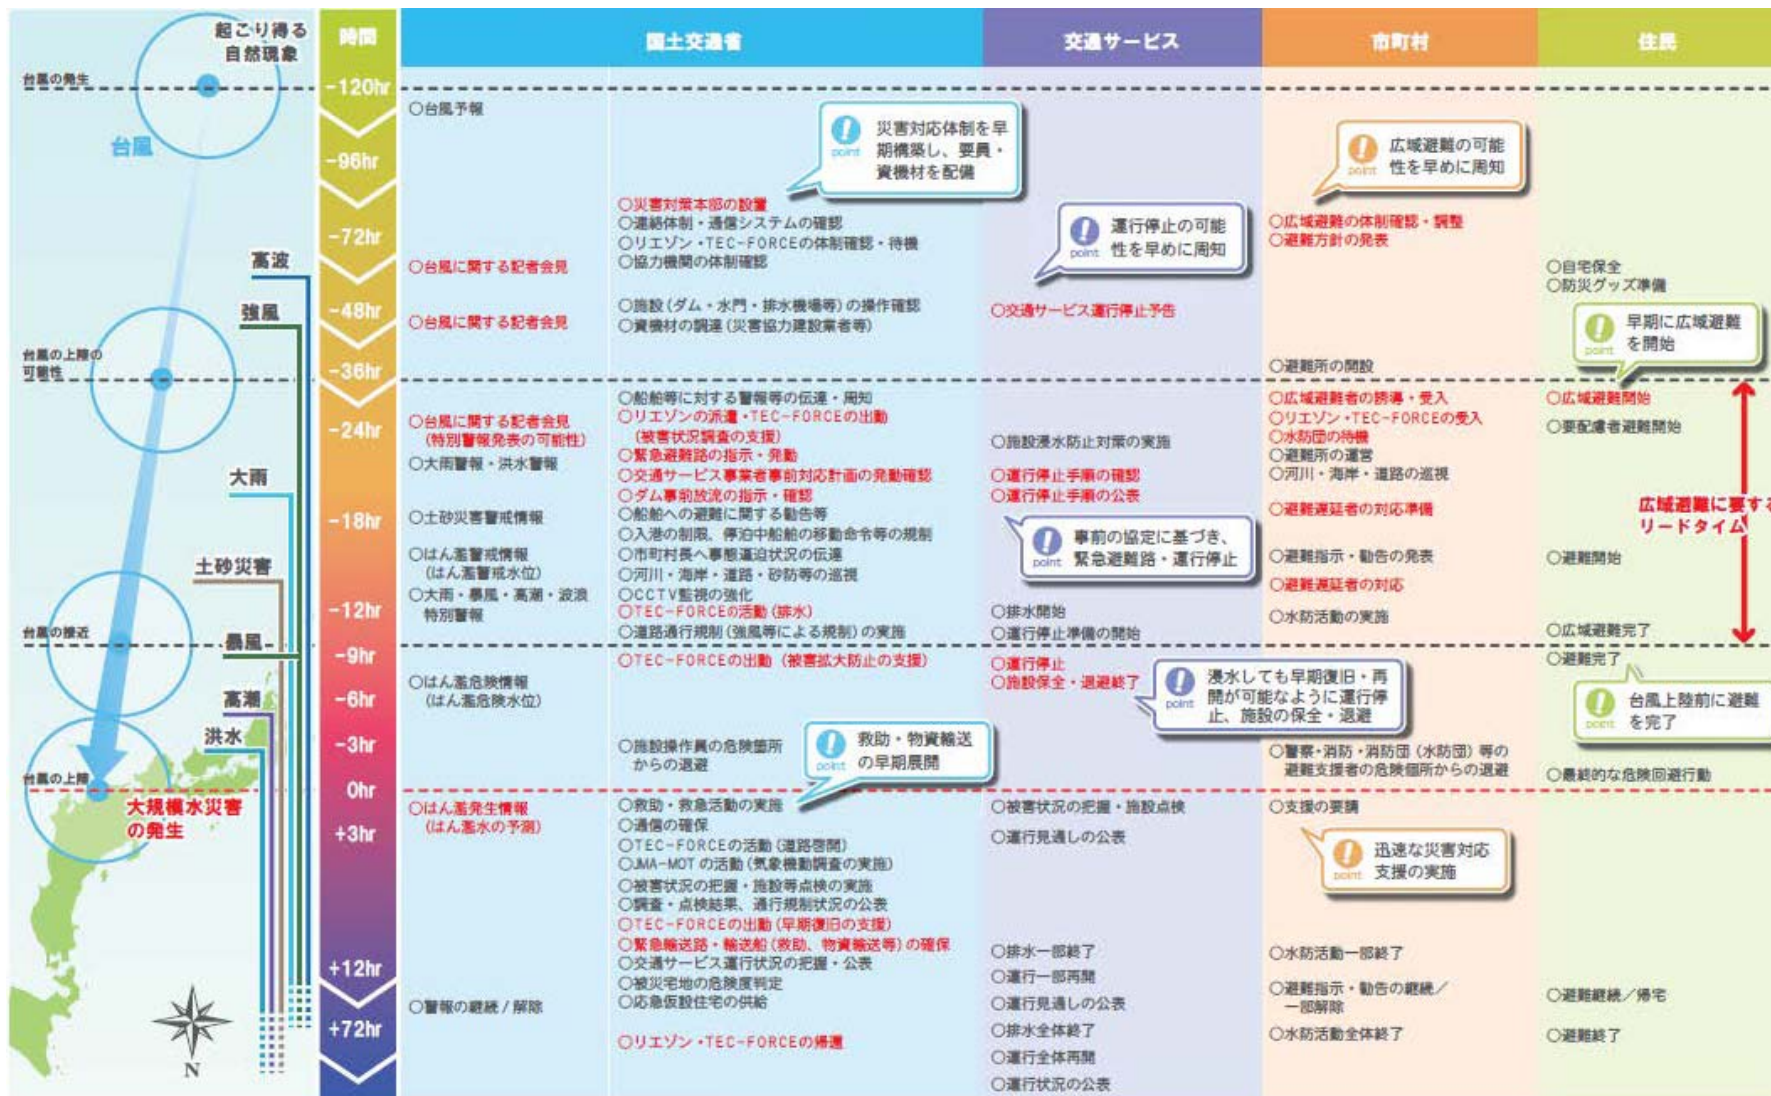 起こり得る
自然現象
時間
国土交通省
交通サービス
市町村
住民
台風の発生
台風
高波
強風
台風の上陸の
可能性
大雨
土砂災害
台風の接近
暴風
高潮
洪水
台風の上陸
大規模水災害
の発生
N
-120hr
-96hr
-72hr
-48hr
-36hr
-24hr
-18hr
-12hr
-9hr
-6hr
-3hr
0hr
+3hr
+12hr
+72hr
○台風予報
○台風に関する記者会見
○台風に関する記者会見
○台風に関する記者会見
(特別警報発表の可能性)
○大雨警報・洪水警報
○土砂災害警戒情報
○はん濫警戒情報
(はん濫警戒水位)
○大雨・暴風・高潮・波浪
特別警報
○はん濫危険情報
(はん濫危険水位)
○はん濫発生情報
(はん濫水の予測)
○警報の継続/解除
point
災害対応体制を早
期構築し、要員・
資機材を配備
○災害対策本部の設置
○連絡体制・通信システムの確認
○リエゾン・TEC-FORCEの体制確認・待機
○協力機関の体制確認
○施設(ダム・水門・排水機場等)の操作確認
○資機材の調達(災害協力建設業者等)
○船舶等に対する警報等の伝達・周知
○リエゾンの派遣・TEC-FORCEの出動
(被害状況調査の支援)
○緊急避難路の指示・発動
○交通サービス事業者事前対応計画の発動確認
○ダム事前放流の指示・確認
○船舶への避難に関する勧告等
○入港の制限、停泊中船舶の移動命令等の規制
○市町村長へ事態逼迫状況の伝達
○河川・海岸・道路・砂防等の巡視
○CCTV監視の強化
○TEC-FORCEの活動(排水)
○道路通行規制(強風等による規制)の実施
○TEC-FORCEの出動 (被害拡大防止の支援)
○施設操作員の危険箇所
からの退避
point
救助・物資輸送
の早期展開
○救助・救急活動の実施
○通信の確保
○TEC-FORCEの活動(道路啓開)
○JMA-MOT の活動(気象機動調査の実施)
○被害状況の把握・施設等点検の実施
○調査・点検結果、通行規制状況の公表
○TEC-FORCEの出動(早期復旧の支援)
○緊急輸送路・輸送船(救助、物資輸送等)の確保
○交通サービス運行状況の把握・公表
○被災宅地の危険度判定
○応急仮設住宅の供給
○リエゾン・TEC-FORCEの帰還
point
運行停止の可能
性を早めに周知
○交通サービス運行停止予告
○施設浸水防止対策の実施
○運行停止手順の確認
○運行停止手順の公表
point
事前の協定に基づき、
緊急避難路・運行停止
○排水開始
○運行停止準備の開始
○運行停止
○施設保全・退避終了
point
浸水しても早期復旧・再
開が可能なように運行停
止、施設の保全・退避
○被害状況の把握・施設点検
○運行見通しの公表
○排水一部終了
○運行一部再開
○運行見通しの公表
○排水全体終了
○運行全体再開
○運行状況の公表
point
広域避難の可能
性を早めに周知
○広域避難の体制確認・調整
○避難方針の発表
○避難所の開設
○広域避難者の誘導・受入
○リエゾン・TEC-FORCEの受入
○水防団の待機
○避難所の運営
○河川・海岸・道路の巡視
○避難遅延者の対応準備
○避難指示・勧告の発表
○避難遅延者の対応
○水防活動の実施
○警察・消防・消防団(水防団)等の
避難支援者の危険個所からの退避
○支援の要請
point
迅速な災害対応
支援の実施
○水防活動一部終了
○避難指示・勧告の継続/
一部解除
○水防活動全体終了
○自宅保全
○防災グッズ準備
point
早期に広域避難
を開始
○広域避難開始
○要配慮者避難開始
広域避難に要する
リードタイム
○避難開始
○広域避難完了
○避難完了
point
台風上陸前に避難
を完了
○最終的な危険回避行動
○避難継続/帰宅
○避難終了